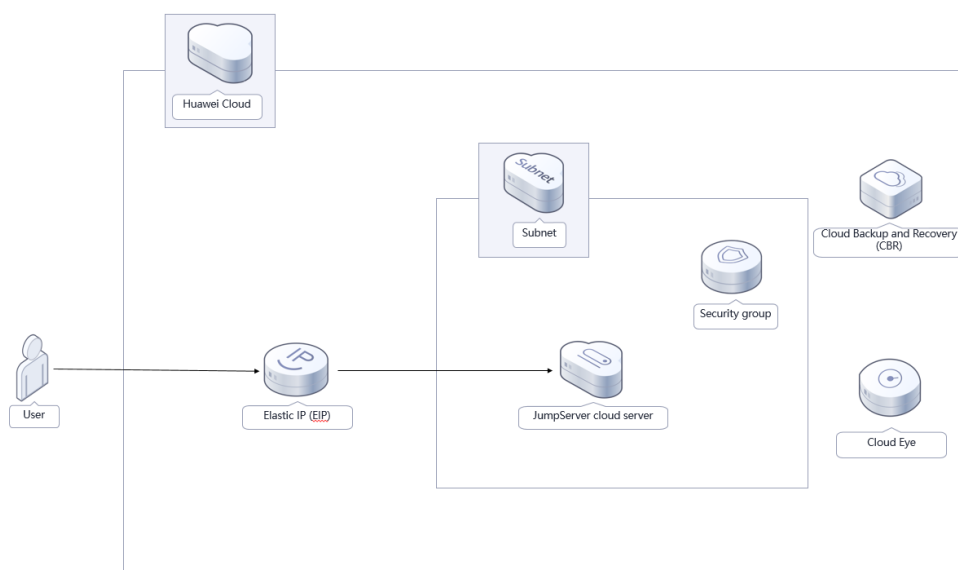 Huawei Cloud
Subnet
Subnet
Cloud Backup and Recovery
(CBR)
Security group
IP
User
Elastic IP (EIP)
JumpServer cloud server
Cloud Eye